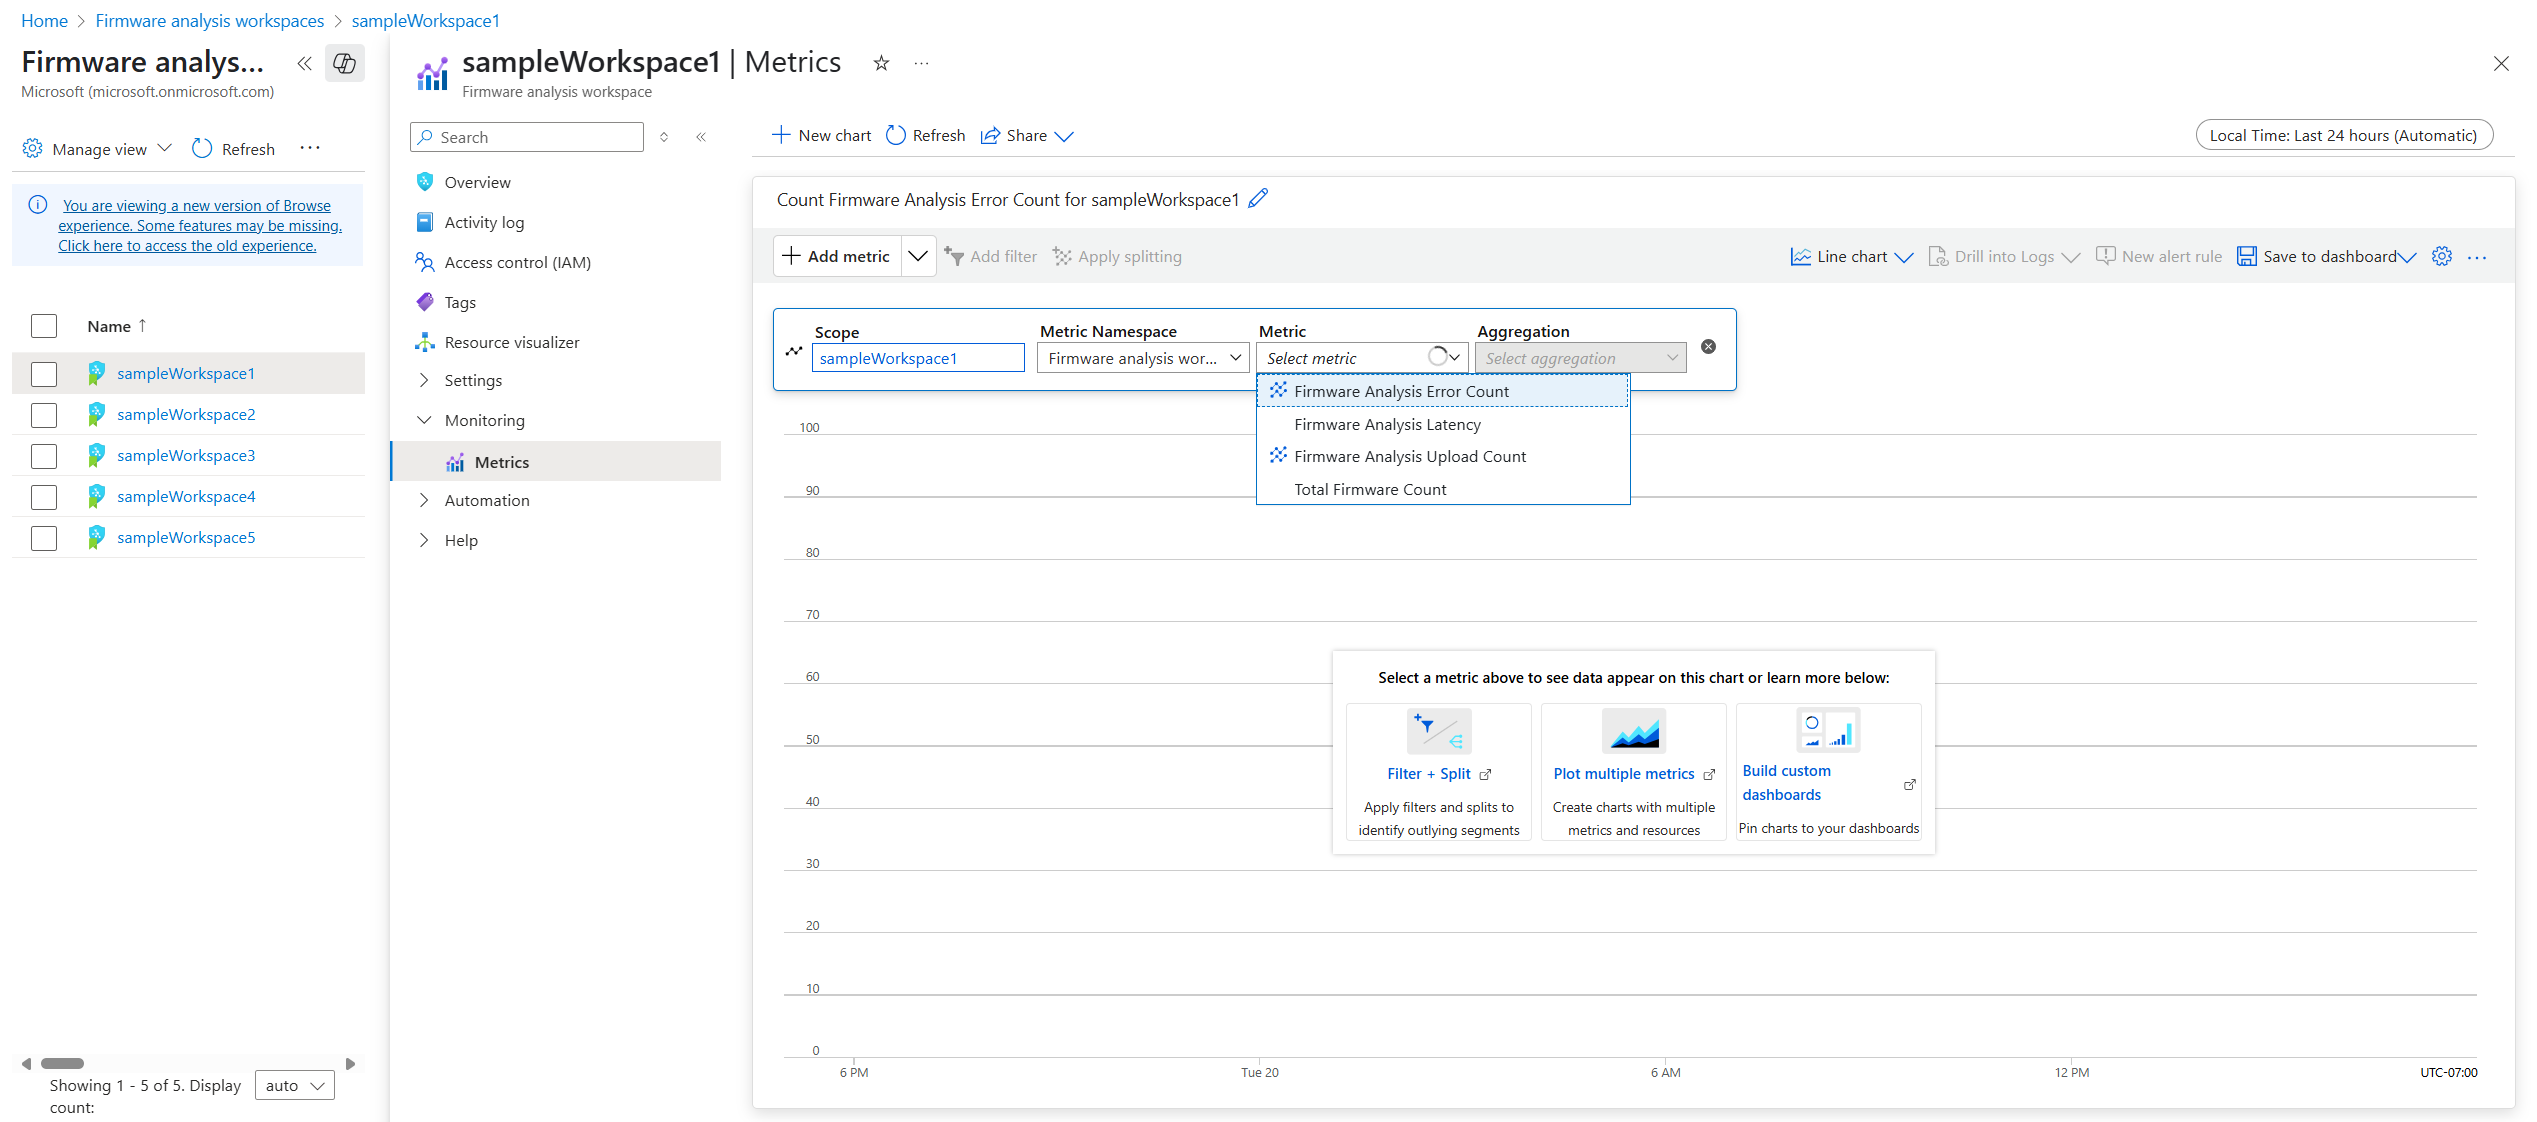 Home > Firmware analysis workspaces > sampleWorkspace1
Firmware analys...
Microsoft (microsoft.onmicrosoft.com)
Manage view
Refresh
You are viewing a new version of Browse
experience. Some features may be missing.
Click here to access the old experience.
Name ↑
sampleWorkspace1
sampleWorkspace2
sampleWorkspace3
sampleWorkspace4
sampleWorkspace5
Showing 1 - 5 of 5. Display
count:
auto
sampleWorkspace1 | Metrics
Firmware analysis workspace
Search
Overview
Activity log
Access control (IAM)
Tags
Resource visualizer
Settings
Monitoring
Metrics
Automation
Help
New chart
Refresh
Share
Local Time: Last 24 hours (Automatic)
Count Firmware Analysis Error Count for sampleWorkspace1
Add metric
Add filter
Apply splitting
Line chart
Drill into Logs
New alert rule
Save to dashboard
Scope
sampleWorkspace1
Metric Namespace
Firmware analysis wor...
Metric
Select metric
Aggregation
Select aggregation
Firmware Analysis Error Count
Firmware Analysis Latency
Firmware Analysis Upload Count
Total Firmware Count
100
90
80
70
60
50
40
30
20
10
0
Select a metric above to see data appear on this chart or learn more below:
Filter + Split
Apply filters and splits to
identify outlying segments
Plot multiple metrics
Create charts with multiple
metrics and resources
Build custom
dashboards
Pin charts to your dashboards
6 PM
Tue 20
6 AM
12 PM
UTC-07:00